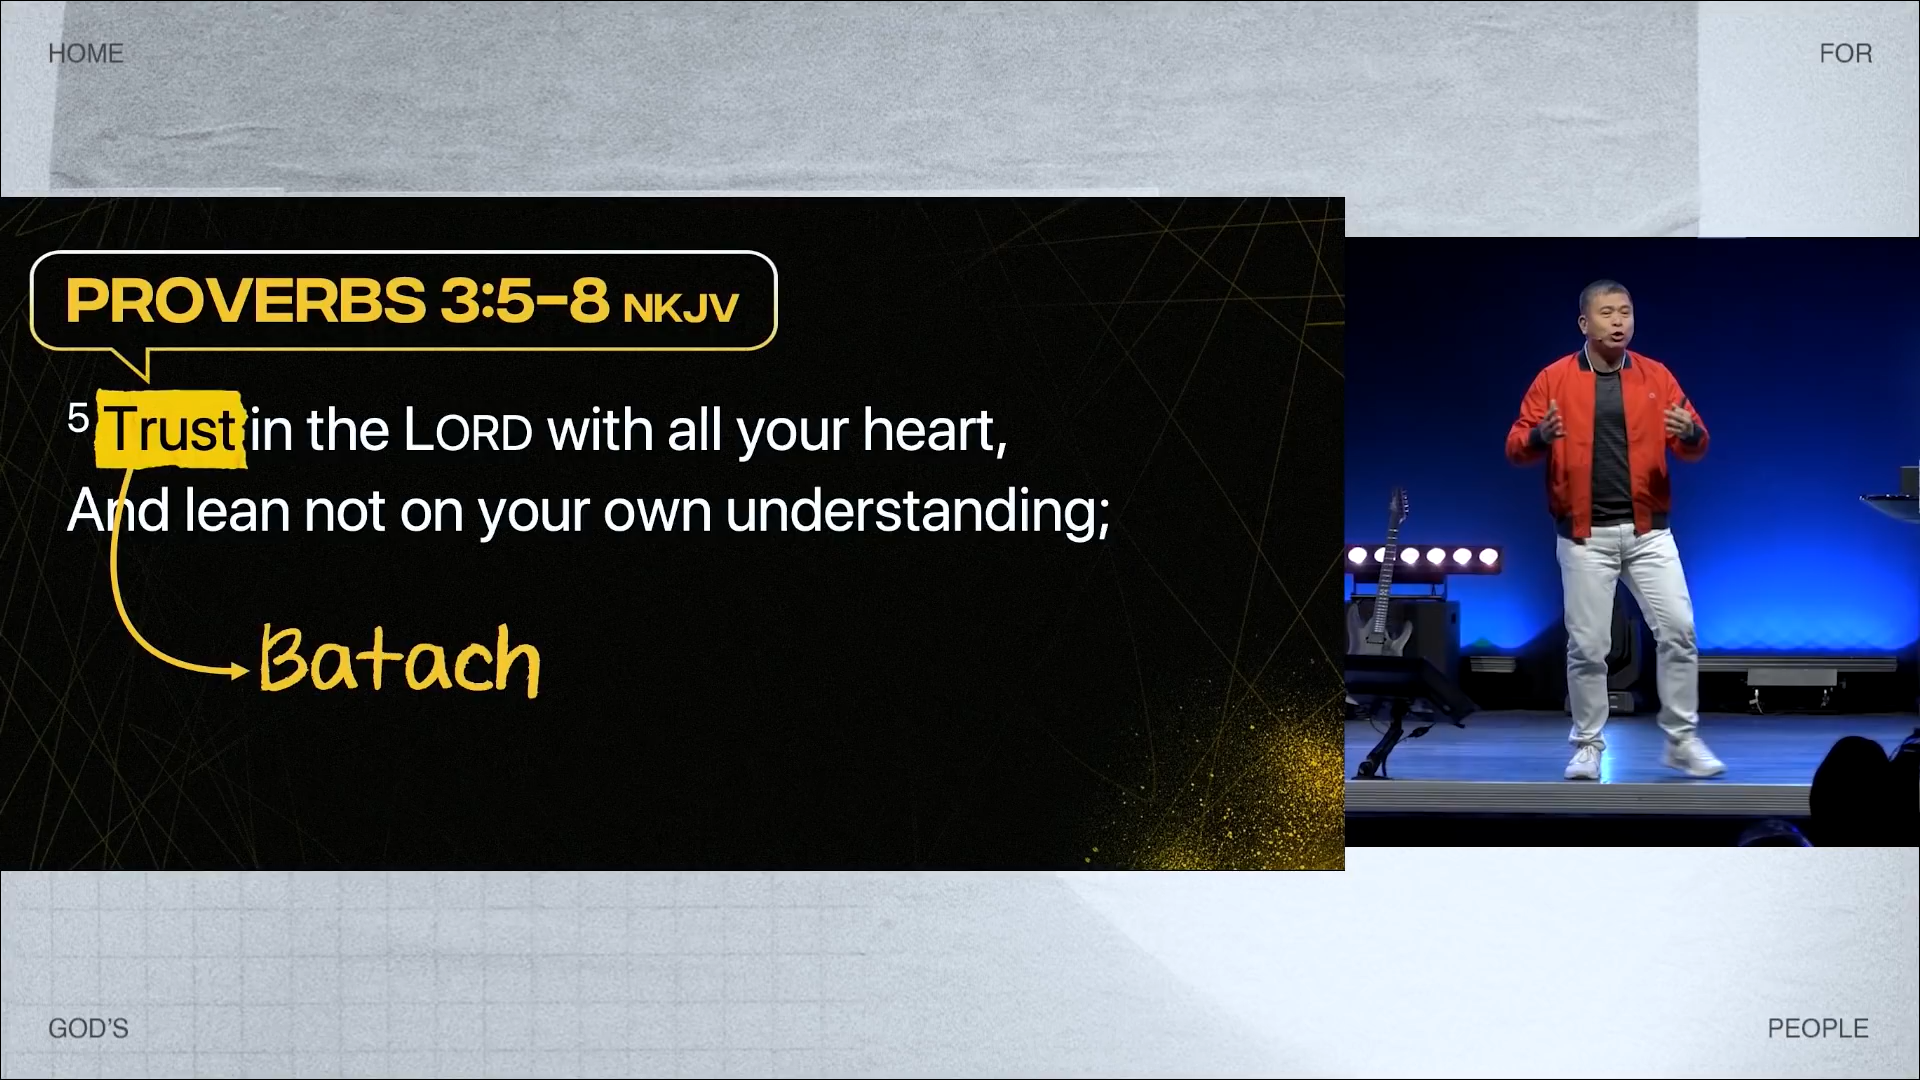 HOME
FOR
PROVERBS 3:5–8 NKJV
5 Trust in the LORD with all your heart,
And lean not on your own understanding;
Batach
GOD'S
PEOPLE